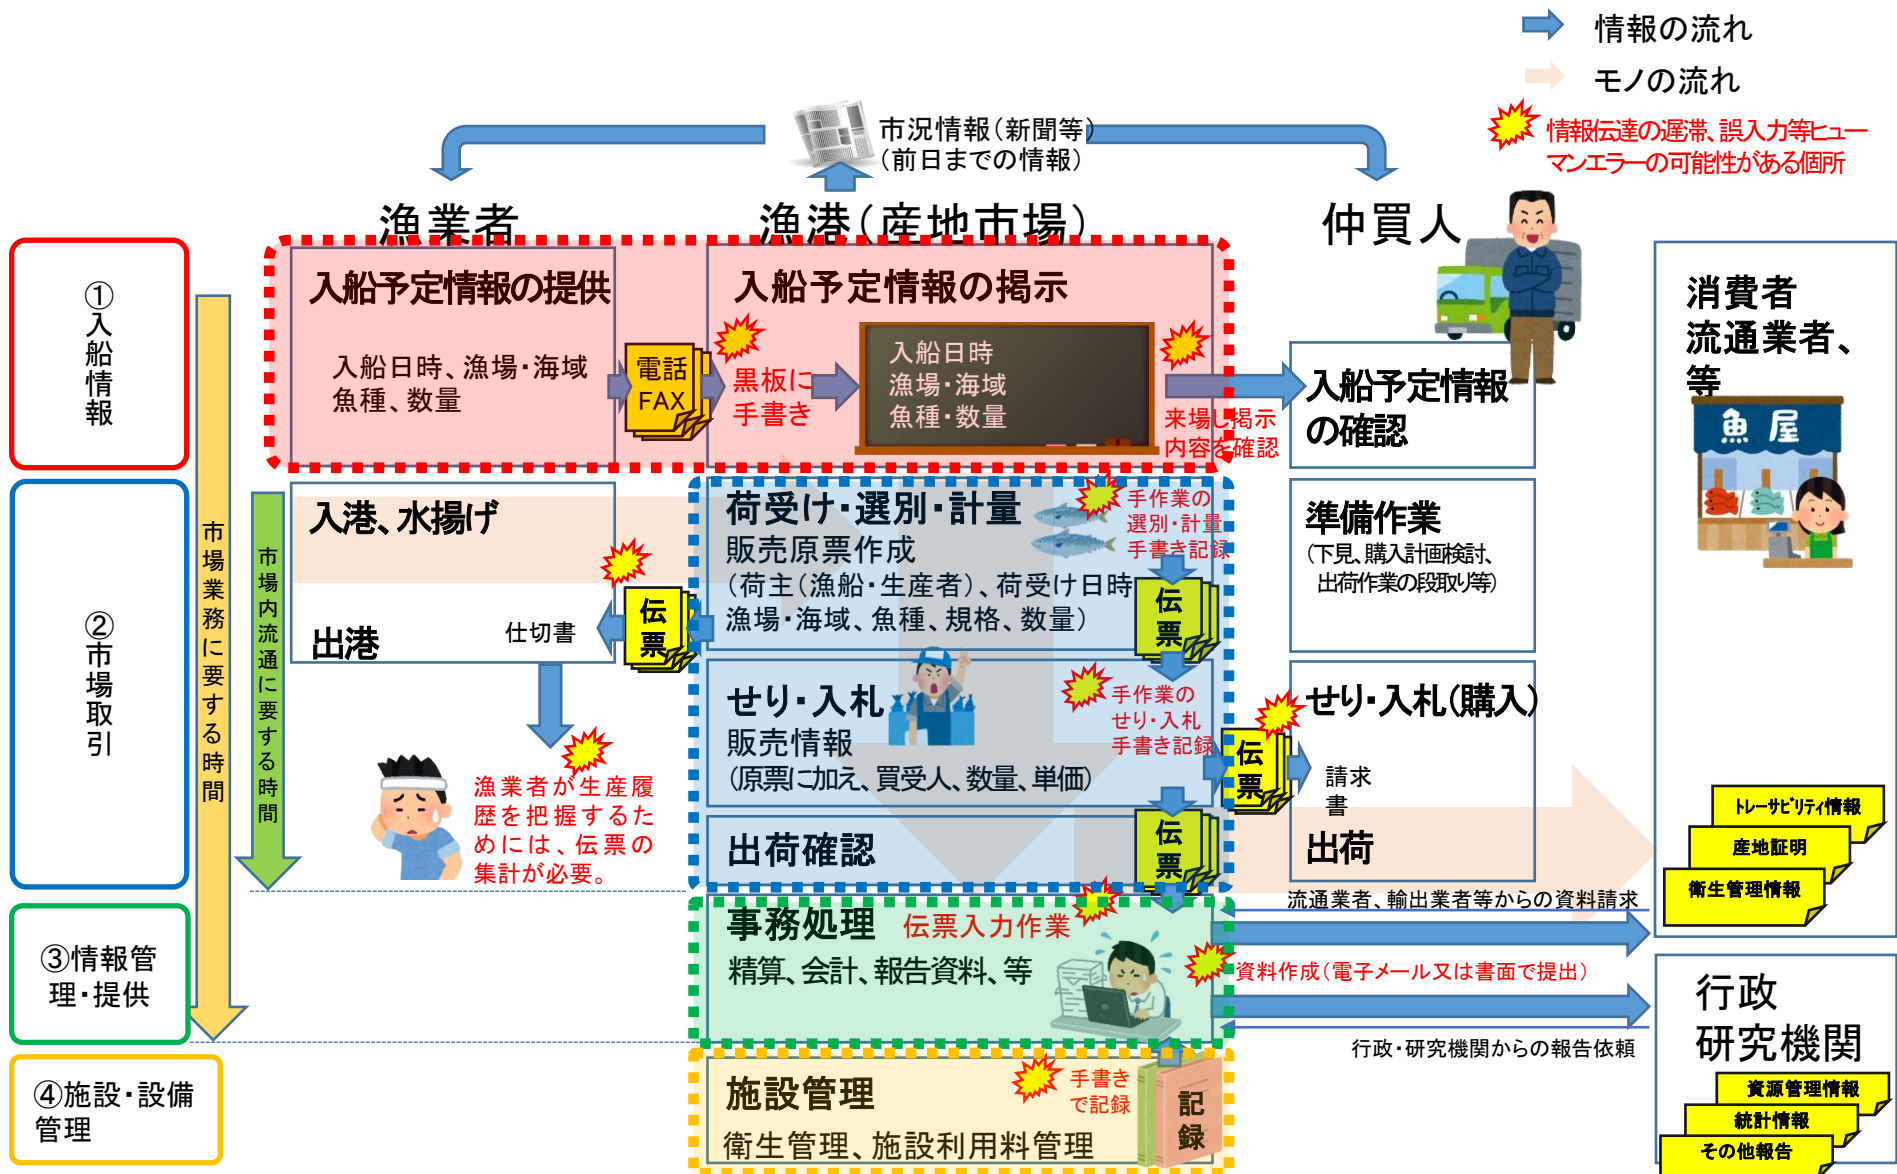 情報の流れ
モノの流れ
情報伝達の遅滞、誤入力等ヒュー
マンエラーの可能性がある個所
市況情報(新聞等)
(前日までの情報)
漁業者
漁港(産地市場)
仲買人
①入船情報
入船予定情報の提供
入船日時、漁場・海域
魚種、数量
電話
FAX
入船予定情報の掲示
黒板に
手書き
入船日時
漁場・海域
魚種・数量
来場し掲示
内容を確認
入船予定情報
の確認
消費者
流通業者、
等
魚屋
②市場取引
市場業務に要する時間
市場内流通に要する時間
入港、水揚げ
出港
仕切書
伝票
荷受け・選別・計量
販売原票作成
(荷主(漁船・生産者)、荷受け日時
漁場・海域、魚種、規格、数量)
手作業の
選別・計量
手書き記録
伝票
準備作業
(下見、購入計画検討、
出荷作業の段取り等)
漁業者が生産履
歴を把握するた
めには、伝票の
集計が必要。
せり・入札
販売情報
(原票に加え、買受人、数量、単価)
手作業の
せり・入札
手書き記録
伝票
せり・入札(購入)
請求
書
出荷
出荷確認
伝票
トレーサビリティ情報
産地証明
衛生管理情報
③情報管
理・提供
事務処理
伝票入力作業
精算、会計、報告資料、等
流通業者、輸出業者等からの資料請求
資料作成(電子メール又は書面で提出)
行政・研究機関からの報告依頼
行政
研究機関
資源管理情報
統計情報
その他報告
④施設・設備
管理
施設管理
衛生管理、施設利用料管理
手書き
で記録
記録